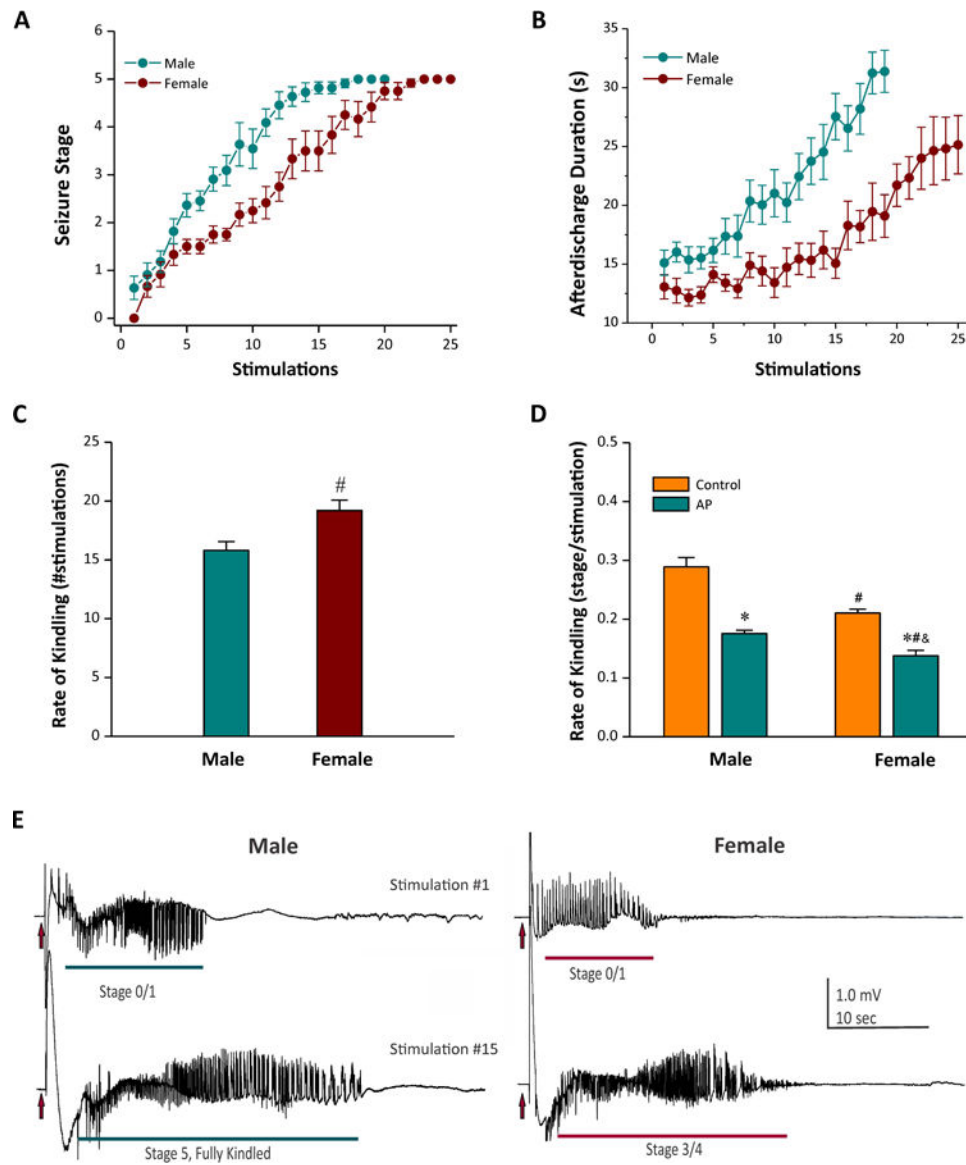 A
Male
Female
Seizure Stage
6
5
4
3
2
1
0
0 5 10 15 20 25
Stimulations
B
Male
Female
Afterdischarge Duration (s)
35
30
25
20
15
10
0 5 10 15 20 25
Stimulations
C
Rate of Kindling (#stimulations)
25
20
15
10
5
0
#
Male Female
D
Rate of Kindling (stage/stimulation)
0.5
0.4
0.3
0.2
0.1
0.0
Control
AP
*
#
*#&
Male Female
E
Male
Female
Stimulation #1
Stage 0/1
Stage 0/1
1.0 mV
10 sec
Stimulation #15
Stage 5, Fully Kindled
Stage 3/4